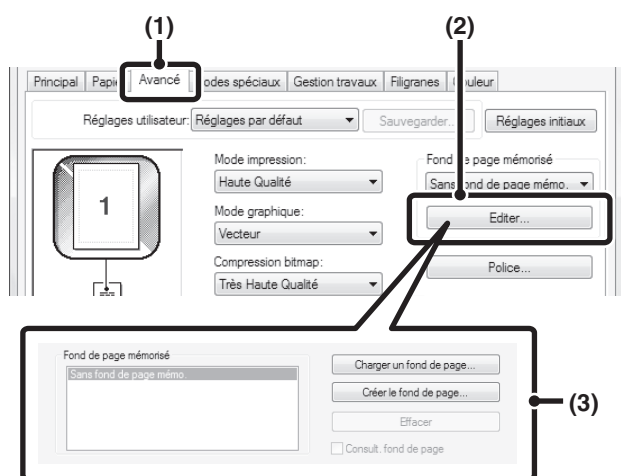 (1)
(2)
Principal Avancé Gestion travaux Filigranes
Réglages utilisateur: Réglages par défaut Sauvegarder... Réglages initiaux
Mode impression: Fond de page mémorisé
Haute Qualité Sans fond de page mémo.
1
Mode graphique: Editer...
Vecteur
Compression bitmap: Police...
Très Haute Qualité
Fond de page mémorisé
Sans fond de page mémo.
Charger un fond de page...
Créer le fond de page...
Effacer
Consult. fond de page
(3)